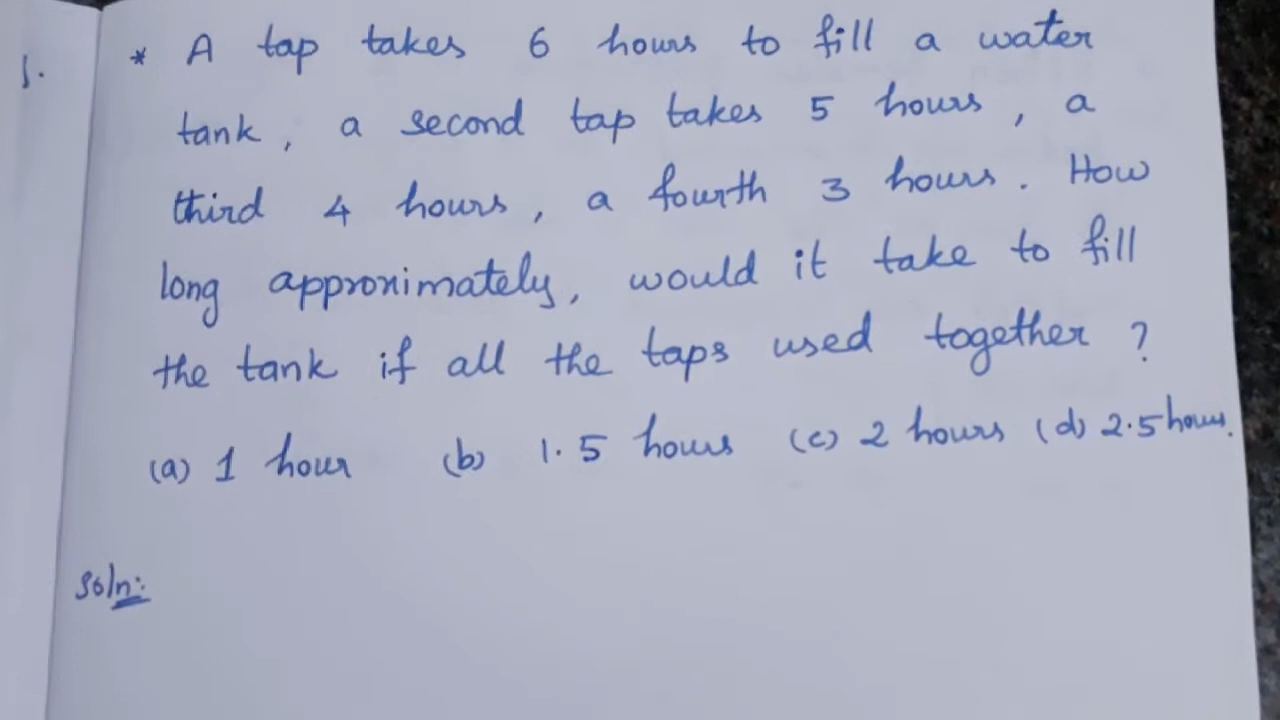 1. * A tap takes 6 hours to fill a water
tank, a second tap takes 5 hours, a
third 4 hours, a fourth 3 hours. How
long approximately, would it take to fill
the tank if all the taps used together?
(a) 1 hour (b) 1.5 hours (c) 2 hours (d) 2.5 hours.
Soln: